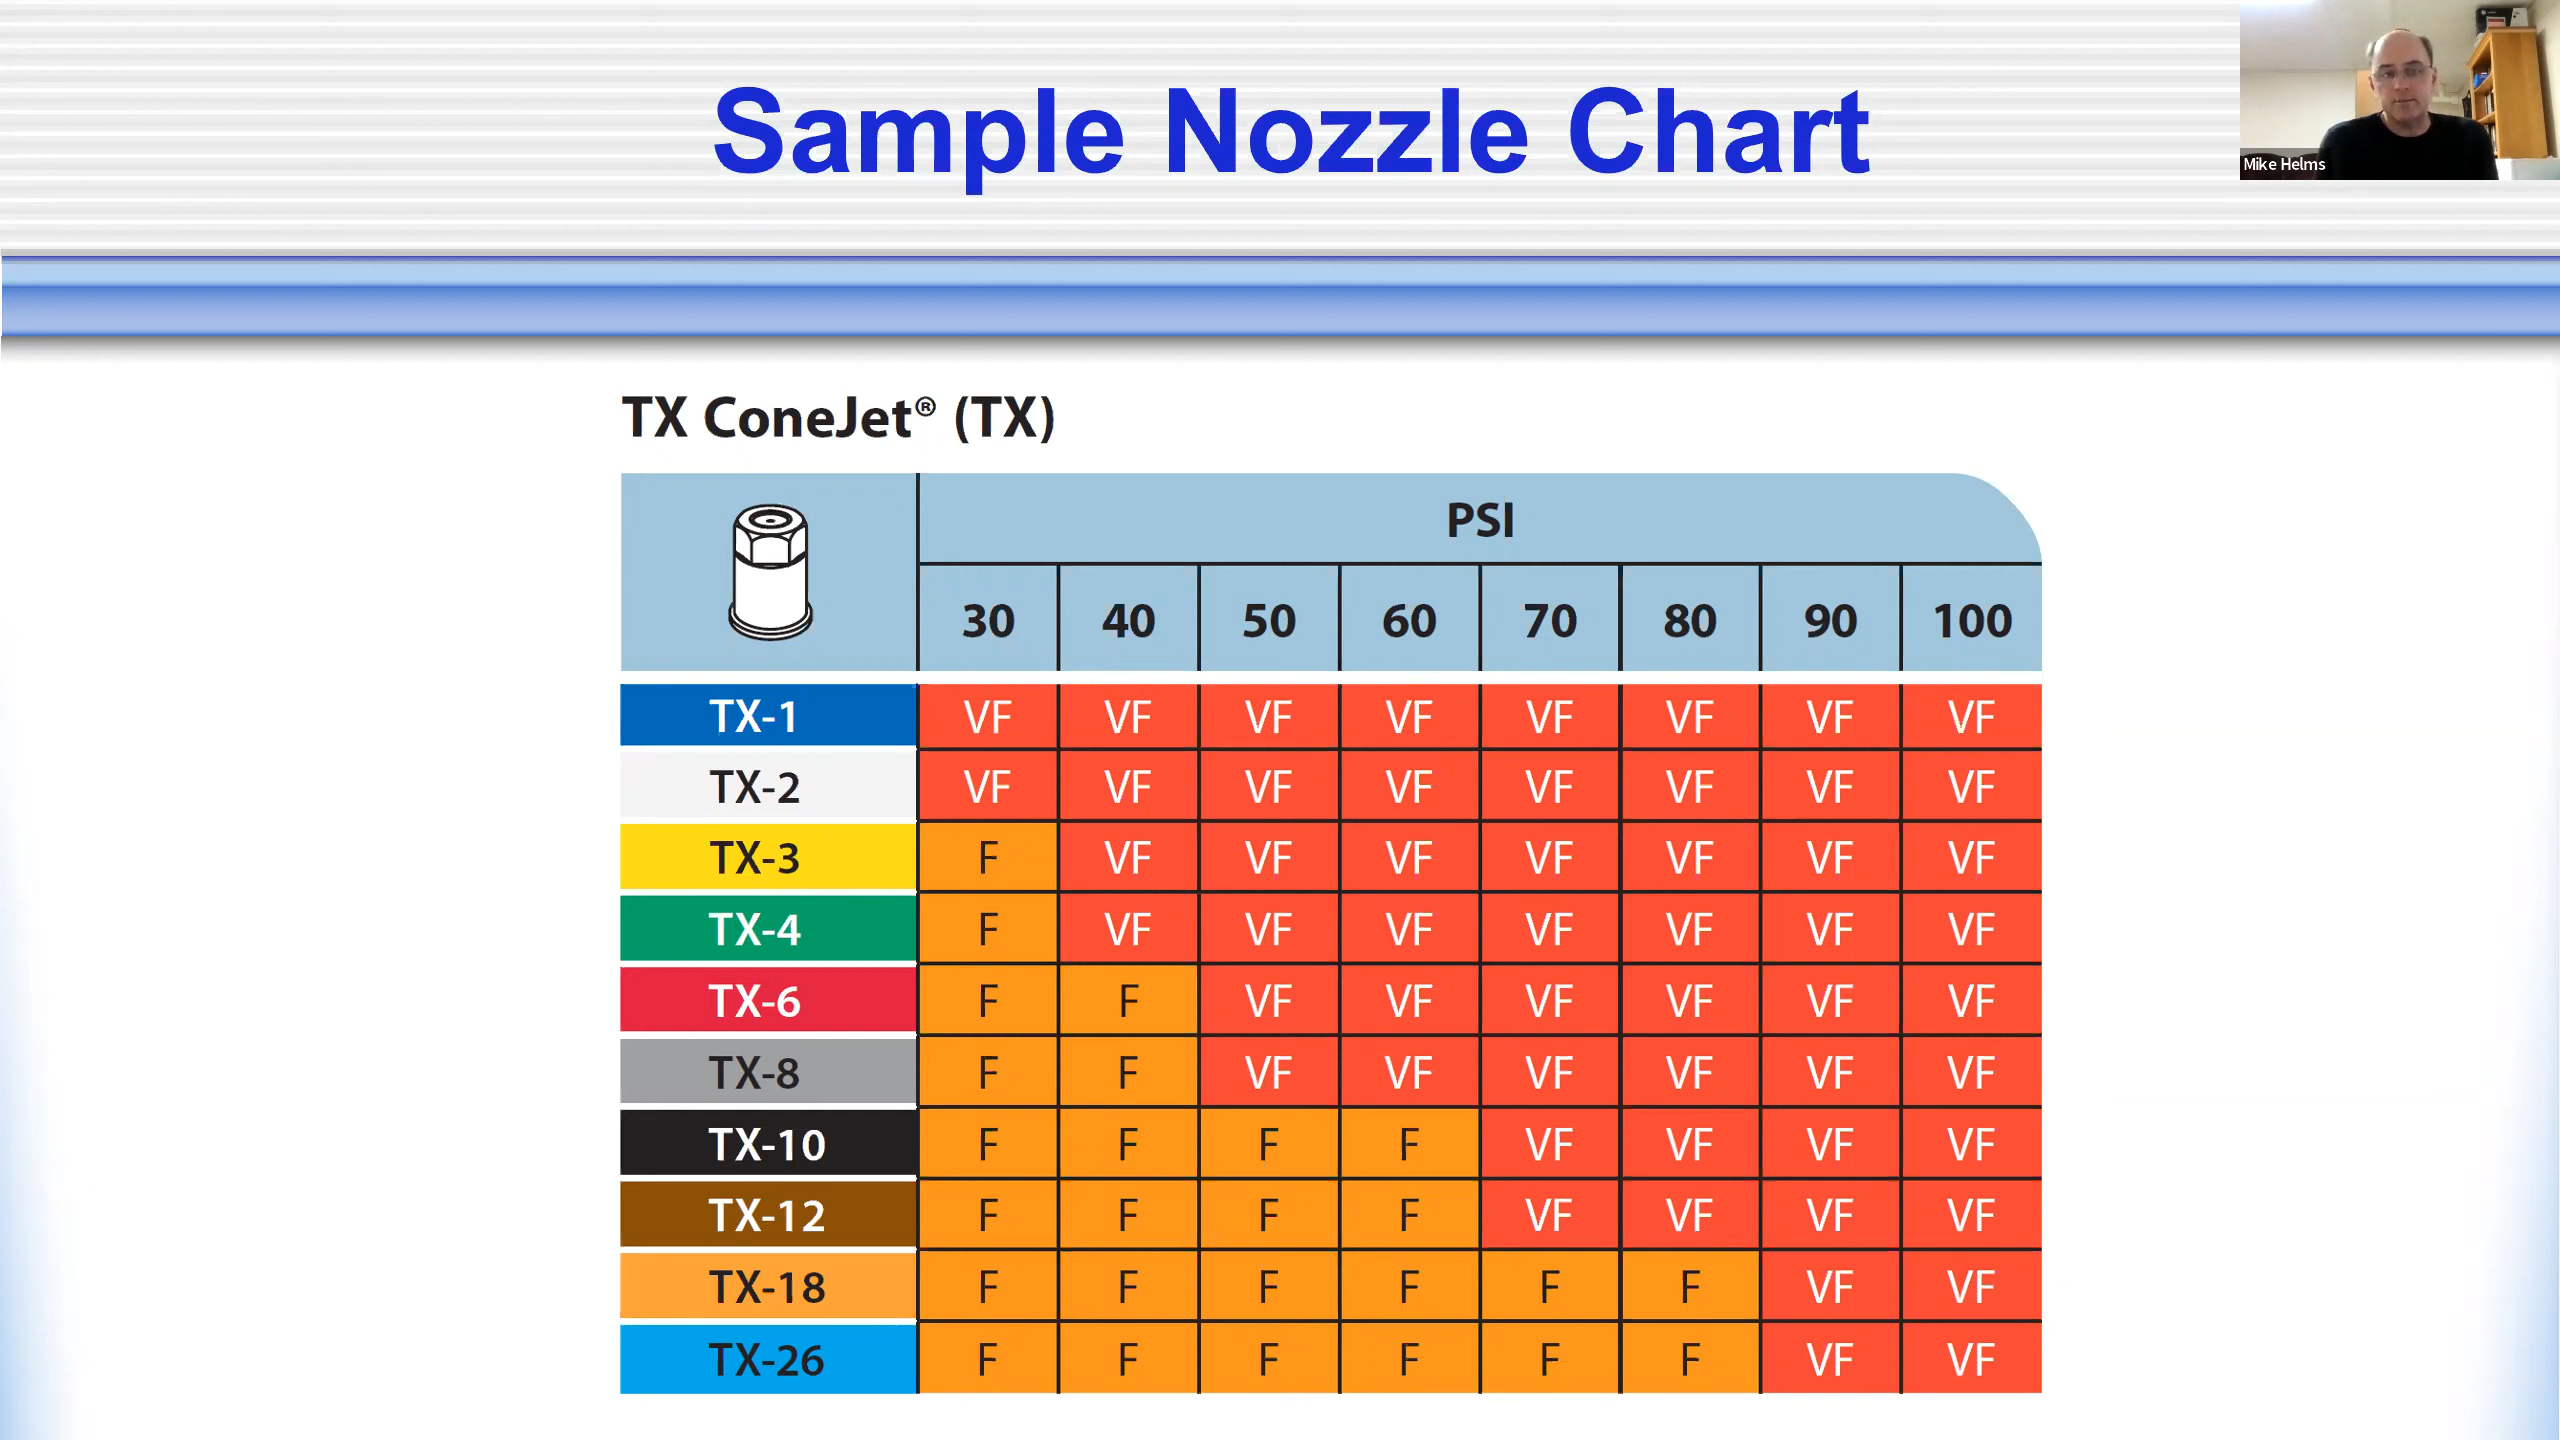 Sample Nozzle Chart
Mike Helms
TX ConeJet® (TX)
PSI
30 40 50 60 70 80 90 100
TX-1 VF VF VF VF VF VF VF VF
TX-2 VF VF VF VF VF VF VF VF
TX-3 F VF VF VF VF VF VF VF
TX-4 F VF VF VF VF VF VF VF
TX-6 F F VF VF VF VF VF VF
TX-8 F F VF VF VF VF VF VF
TX-10 F F F F VF VF VF VF
TX-12 F F F F VF VF VF VF
TX-18 F F F F F F VF VF
TX-26 F F F F F F VF VF